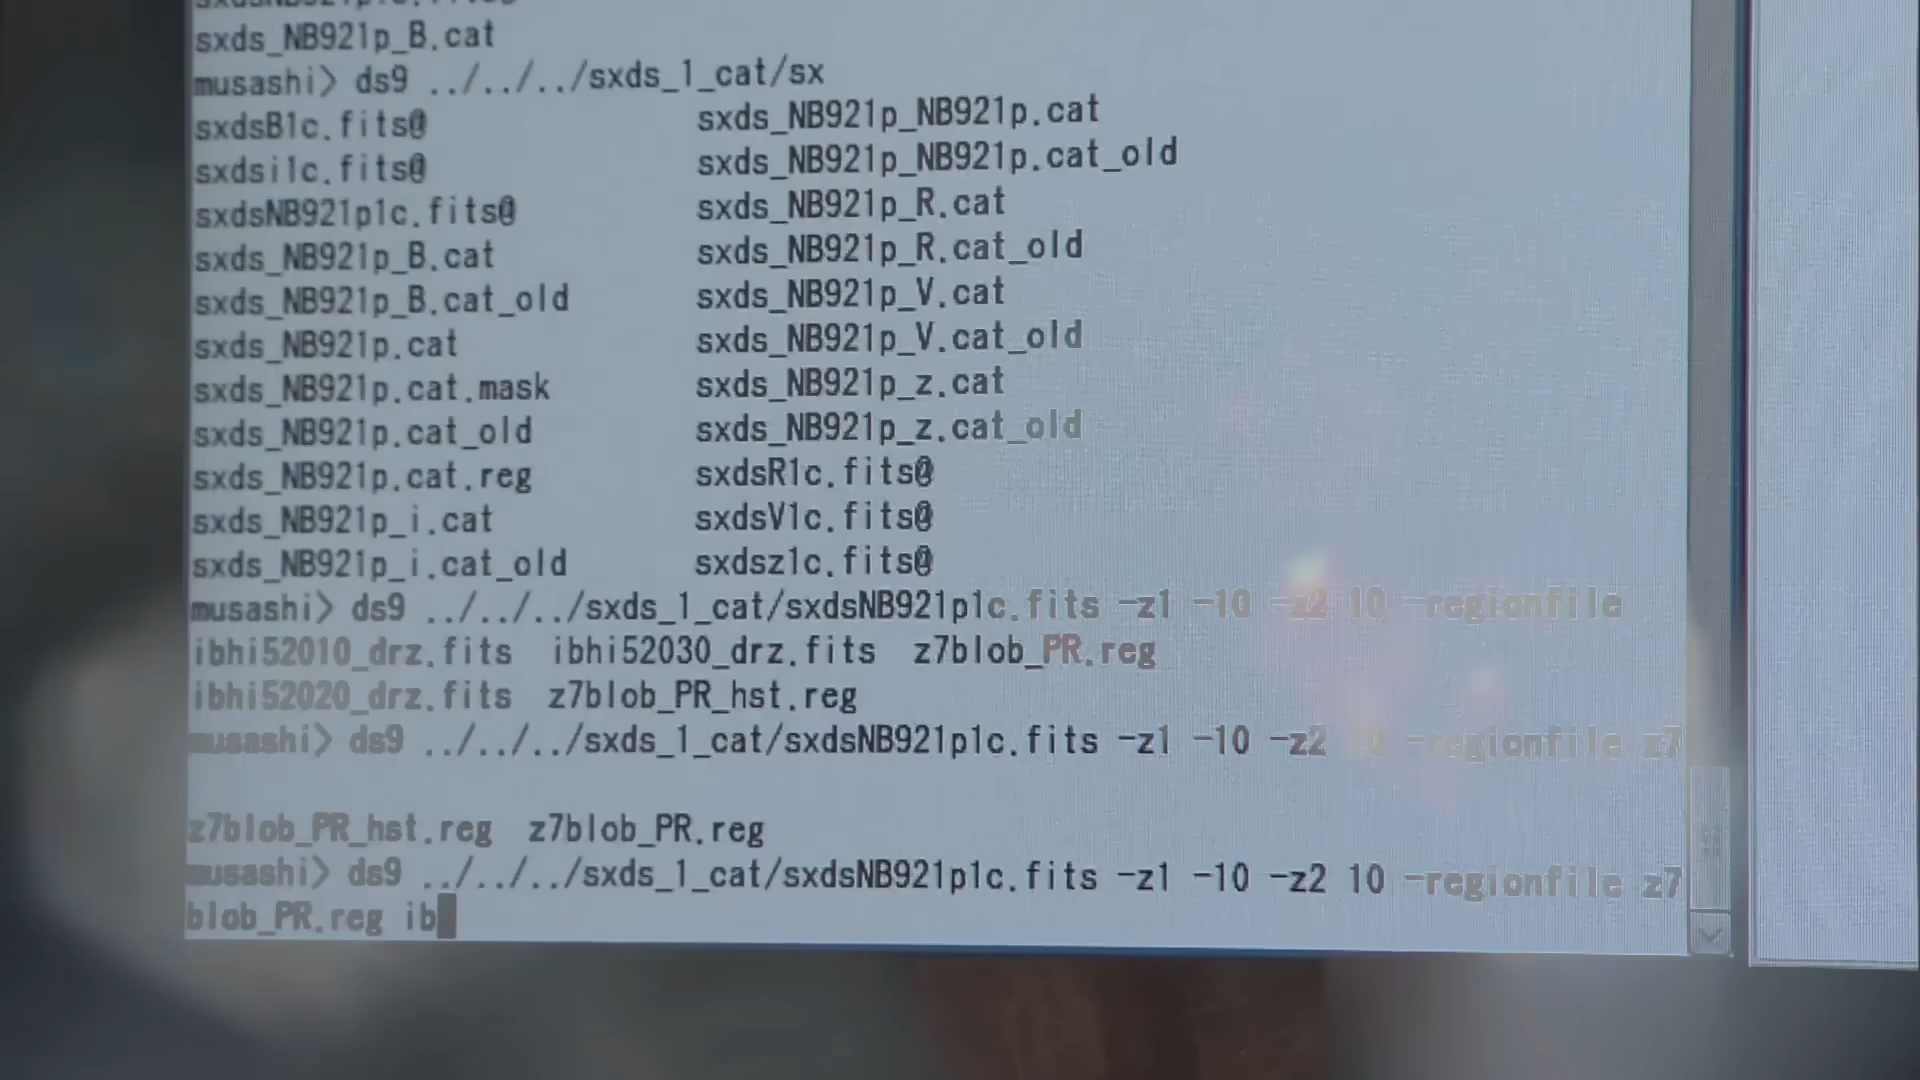 sxds_NB921p_B.cat
musashi> ds9 ../../../sxds_1_cat/sx
sxdsB1c.fits@ sxds_NB921p_NB921p.cat
sxdsi1c.fits@ sxds_NB921p_NB921p.cat_old
sxdsNB921p1c.fits@ sxds_NB921p_R.cat
sxds_NB921p_B.cat sxds_NB921p_R.cat_old
sxds_NB921p_B.cat_old sxds_NB921p_V.cat
sxds_NB921p.cat sxds_NB921p_V.cat_old
sxds_NB921p.cat.mask sxds_NB921p_z.cat
sxds_NB921p.cat_old sxds_NB921p_z.cat_old
sxds_NB921p.cat.reg sxdsR1c.fits@
sxds_NB921p_i.cat sxdsV1c.fits@
sxds_NB921p_i.cat_old sxdsz1c.fits@
musashi> ds9 ../../../sxds_1_cat/sxdsNB921p1c.fits -z1 -10 -z2 10 -regionfile
ibhi52010_drz.fits ibhi52030_drz.fits z7blob_PR.reg
ibhi52020_drz.fits z7blob_PR_hst.reg
musashi> ds9 ../../../sxds_1_cat/sxdsNB921p1c.fits -z1 -10 -z2 10 -regionfile z7
z7blob_PR_hst.reg z7blob_PR.reg
musashi> ds9 ../../../sxds_1_cat/sxdsNB921p1c.fits -z1 -10 -z2 10 -regionfile z7
blob_PR.reg ib